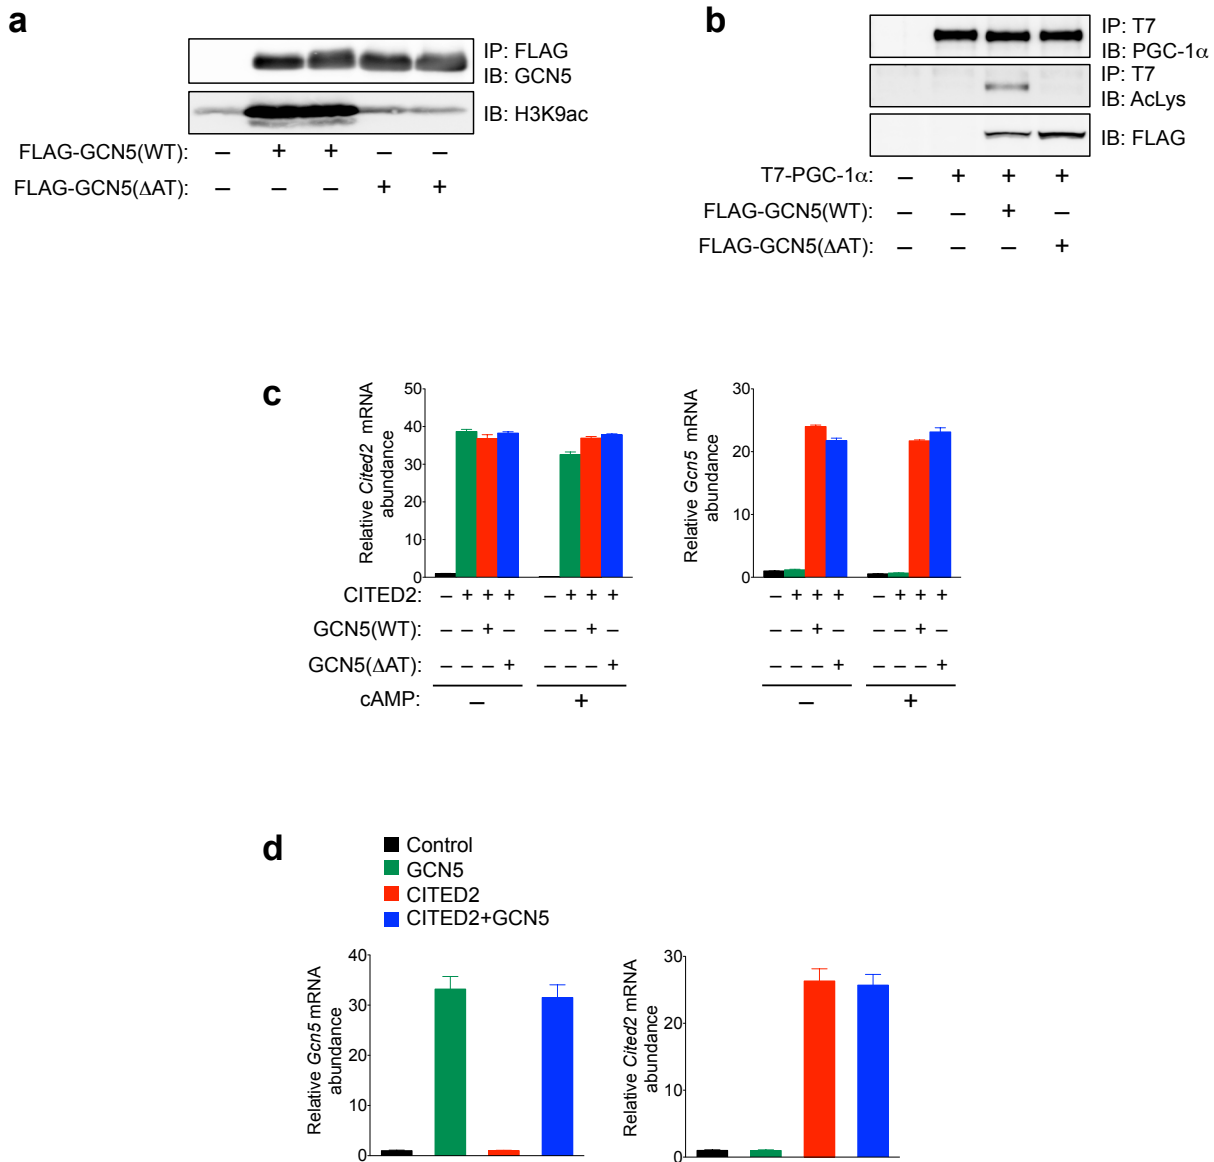 a
IP: FLAG
IB: GCN5
IB: H3K9ac
FLAG-GCN5(WT): – + + – –
FLAG-GCN5(ΔAT): – – – + +
b
IP: T7
IB: PGC-1α
IP: T7
IB: AcLys
IB: FLAG
T7-PGC-1α: – + + +
FLAG-GCN5(WT): – – + –
FLAG-GCN5(ΔAT): – – – +
c
Relative Cited2 mRNA
abundance
50
40
30
20
10
0
Relative Gcn5 mRNA
abundance
30
20
10
0
CITED2: – + + + – + + + – + + + – + + +
GCN5(WT): – – + – – – + – – – + – – – + –
GCN5(ΔAT): – – – + – – – + – – – + – – – +
cAMP: – + – +
d
Control
GCN5
CITED2
CITED2+GCN5
Relative Gcn5 mRNA
abundance
40
30
20
10
0
Relative Cited2 mRNA
abundance
30
20
10
0